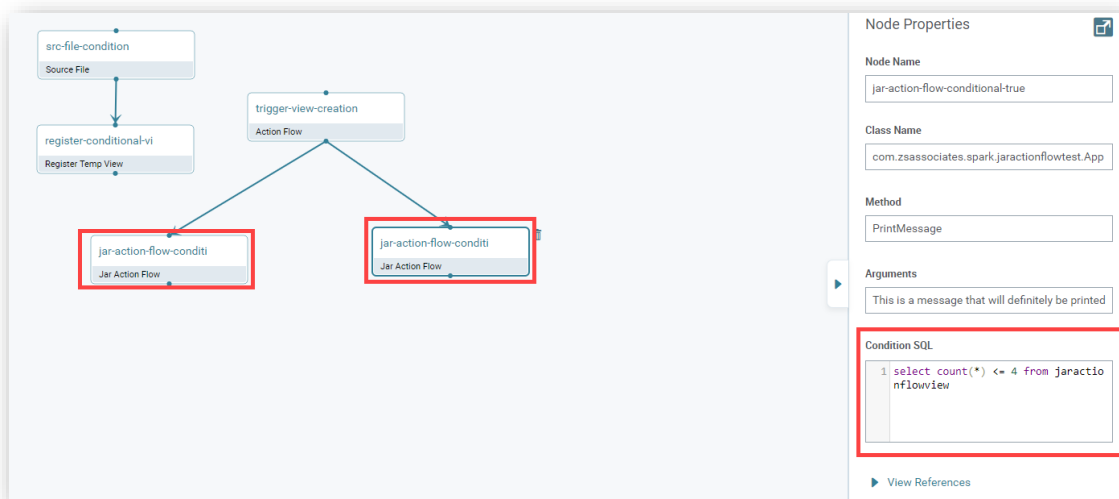 src-file-condition
Source File
register-conditional-vi
Register Temp View
trigger-view-creation
Action Flow
jar-action-flow-conditi
Jar Action Flow
jar-action-flow-conditi
Jar Action Flow
Node Properties
Node Name
jar-action-flow-conditional-true
Class Name
com.zsassociates.spark.jaractionflowtest.App
Method
PrintMessage
Arguments
This is a message that will definitely be printed
Condition SQL
1 select count(*) <= 4 from jaractio
nflowview
View References